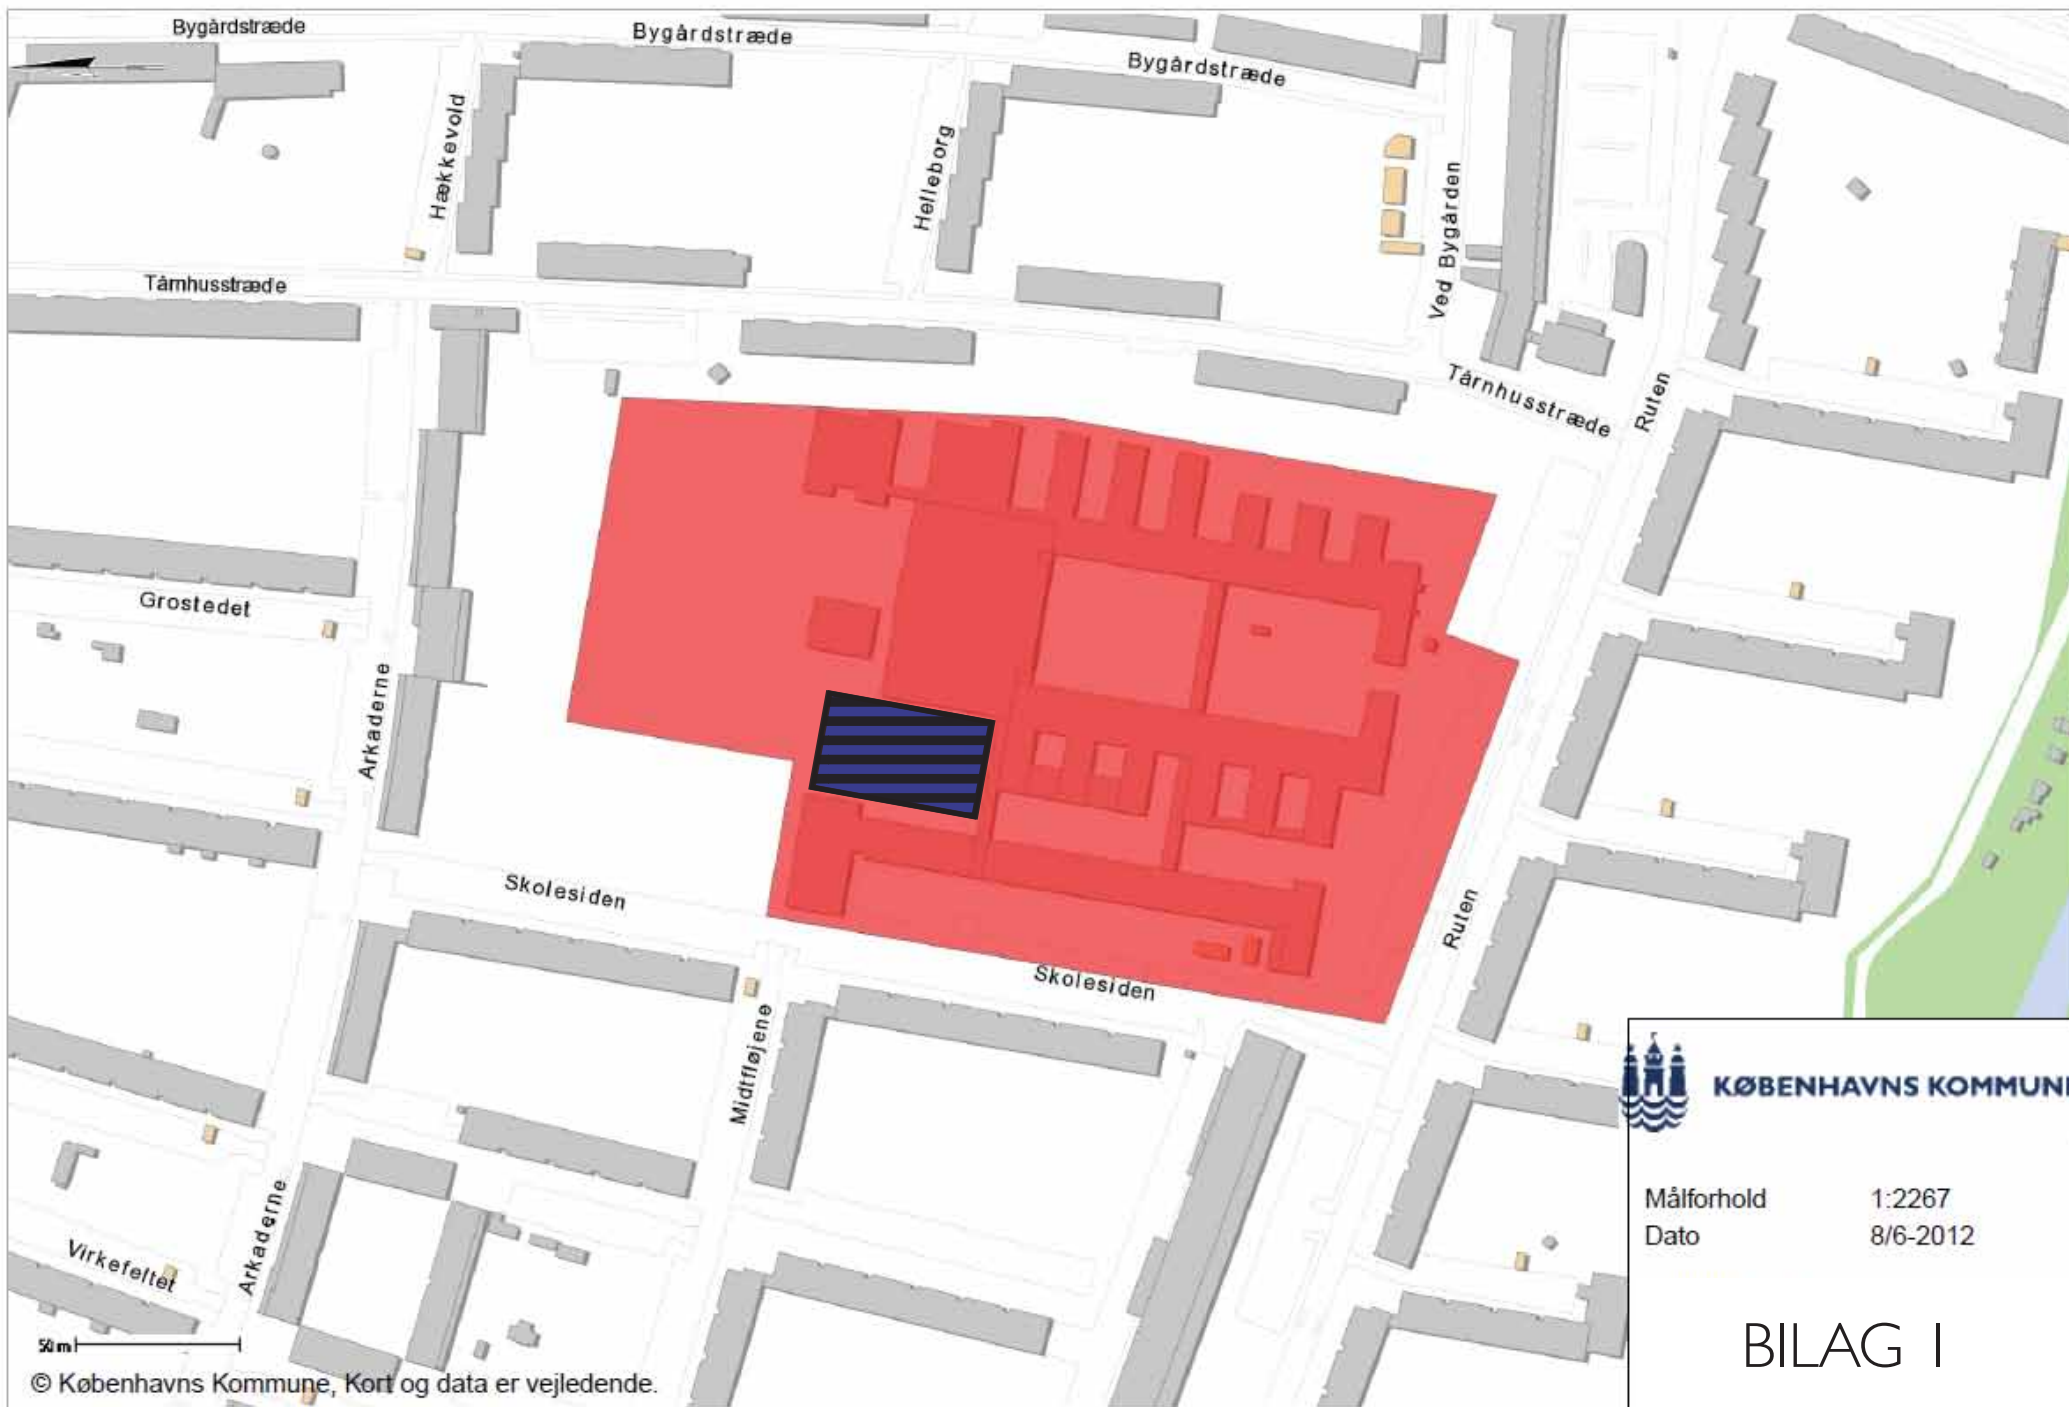 Bygårdstræde
Bygårdstræde
Bygårdstræde
Hækkevold
Helleborg
Ved Bygården
Tårnhusstræde
Tårnhusstræde
Ruten
Grostedet
Arkaderne
Skolesiden
Ruten
Skolesiden
Midtfløjene
Arkaderne
Virkefeltet
50 m
© Københavns Kommune, Kort og data er vejledende.
KØBENHAVNS KOMMUNE
Målforhold 1:2267
Dato 8/6-2012
BILAG I